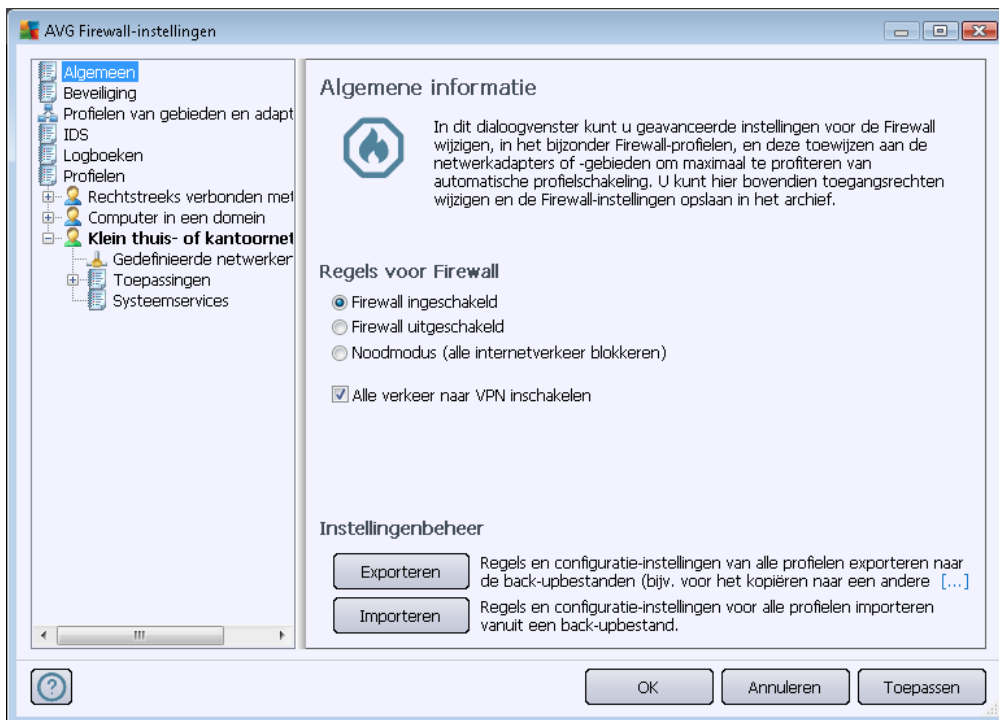 AVG Firewall-instellingen
Algemeen
Beveiliging
Profielen van gebieden en adapt
IDS
Logboeken
Profielen
Rechtstreeks verbonden met
Computer in een domein
Klein thuis- of kantoornet
Gedefinieerde netwerken
Toepassingen
Systeemservices
Algemene informatie
In dit dialoogvenster kunt u geavanceerde instellingen voor de Firewall
wijzigen, in het bijzonder Firewall-profielen, en deze toewijzen aan de
netwerkadapters of -gebieden om maximaal te profiteren van
automatische profielschakeling. U kunt hier bovendien toegangsrechten
wijzigen en de Firewall-instellingen opslaan in het archief.
Regels voor Firewall
Firewall ingeschakeld
Firewall uitgeschakeld
Noodmodus (alle internetverkeer blokkeren)
Alle verkeer naar VPN inschakelen
Instellingenbeheer
Exporteren
Regels en configuratie-instellingen van alle profielen exporteren naar
de back-upbestanden (bijv. voor het kopiëren naar een andere [...]
Importeren
Regels en configuratie-instellingen voor alle profielen importeren
vanuit een back-upbestand.
?
OK
Annuleren
Toepassen